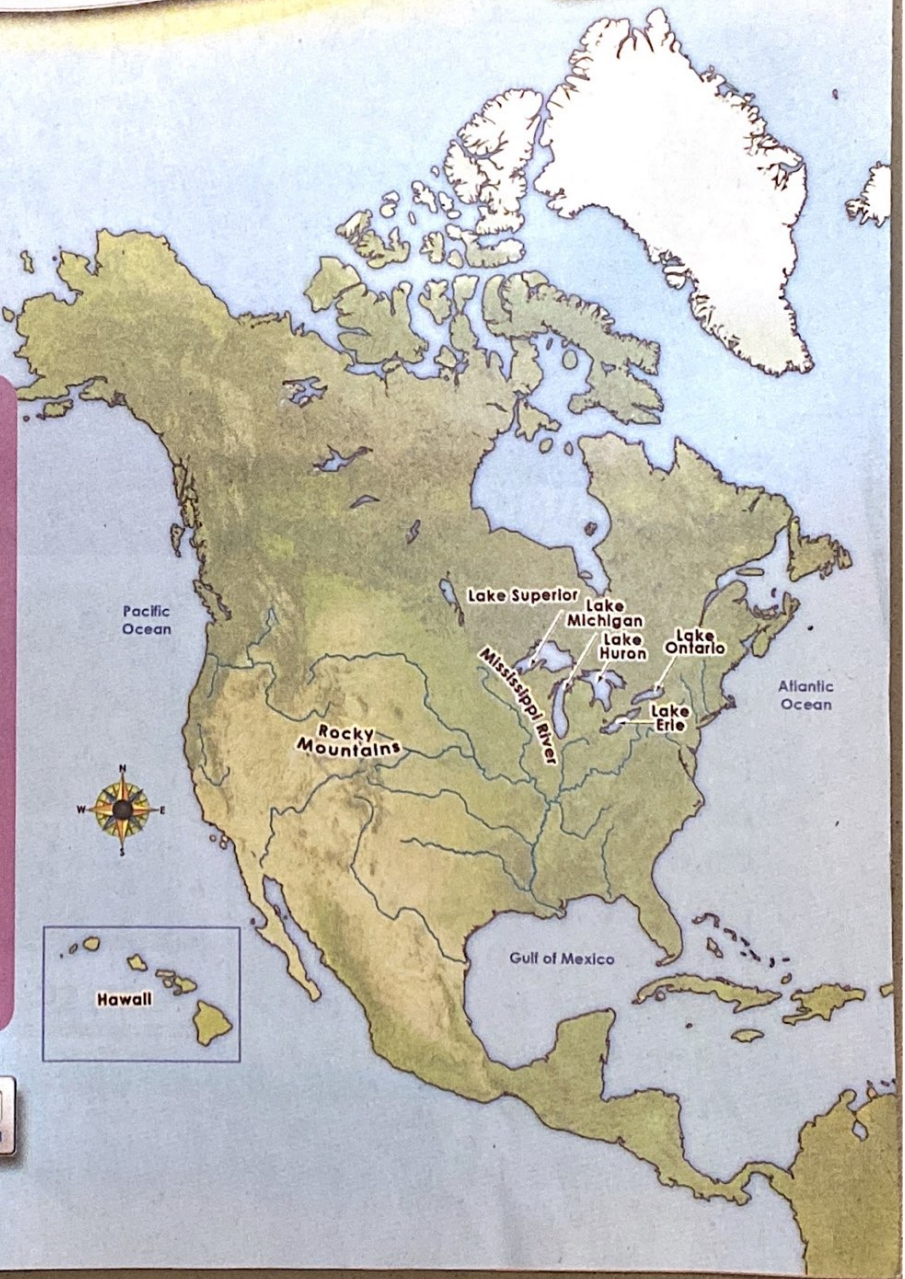 Lake Superior
Lake
Michigan
Lake
Huron
Lake
Ontario
Pacific
Ocean
Mississippi River
Atlantic
Ocean
Lake
Erie
Rocky
Mountains
N
W
E
S
Gulf of Mexico
Hawaii